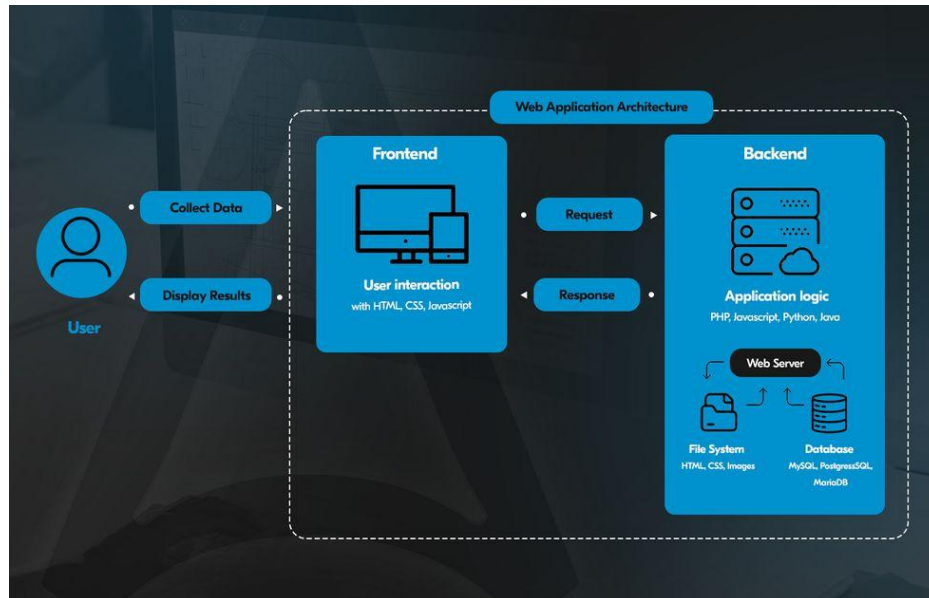 Web Application Architecture
Frontend
Backend
Collect Data
Request
User interaction
with HTML, CSS, Javascript
Display Results
Response
Application logic
PHP, Javascript, Python, Java
User
Web Server
File System
HTML, CSS, Images
Database
MySQL, PostgressSQL,
MariaDB